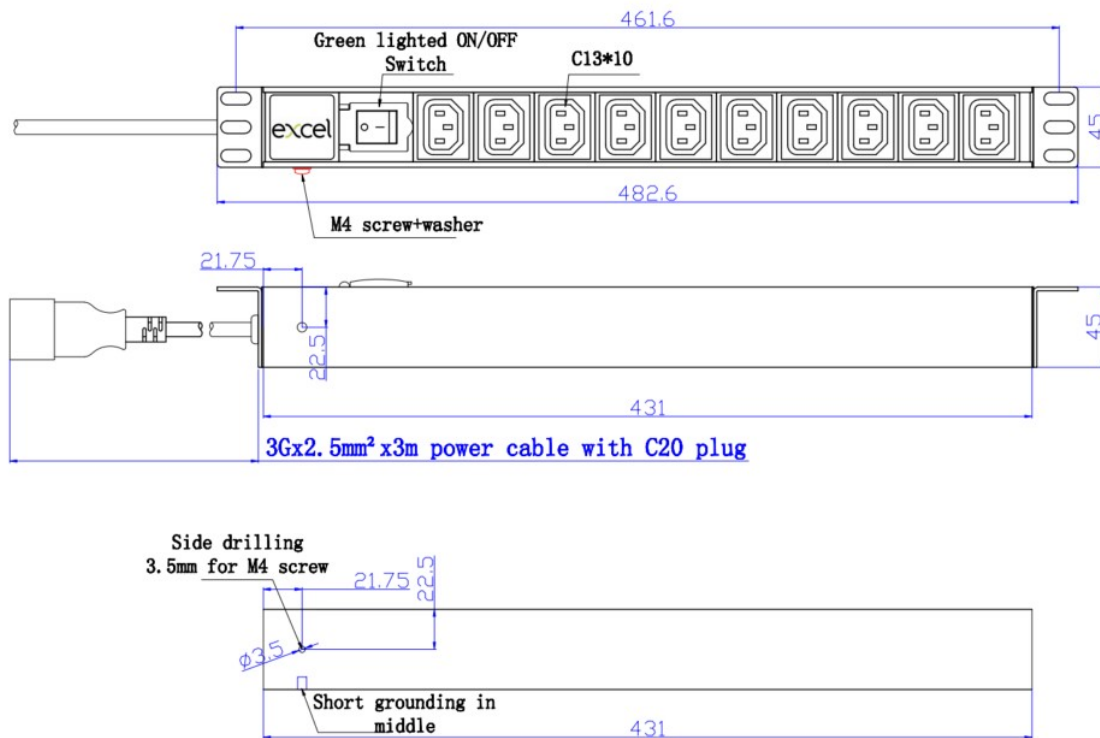 461.6
Green lighted ON/OFF
Switch
C13*10
excel
45
482.6
M4 screw+washer
21.75
22.5
45
431
3Gx2.5mm² x3m power cable with C20 plug
Side drilling
3.5mm for M4 screw
21.75
22.5
ø3.5
Short grounding in
middle
431